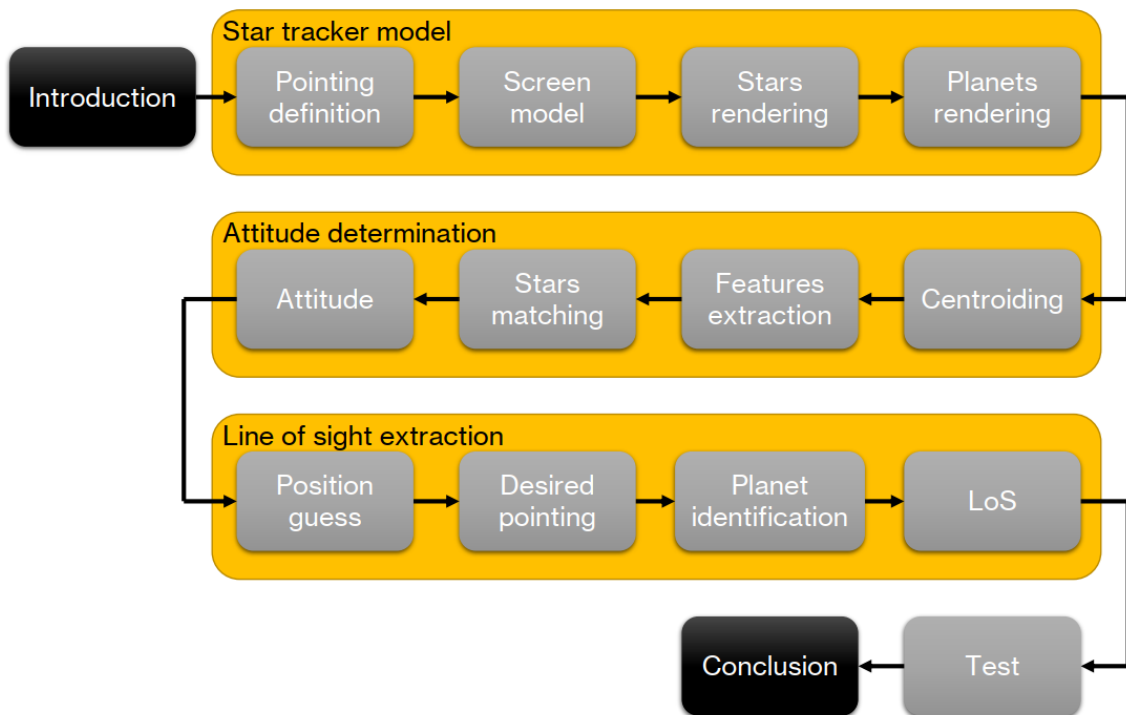 Star tracker model
Introduction
Pointing
definition
Screen
model
Stars
rendering
Planets
rendering
Attitude determination
Attitude
Stars
matching
Features
extraction
Centroiding
Line of sight extraction
Position
guess
Desired
pointing
Planet
identification
LoS
Conclusion
Test